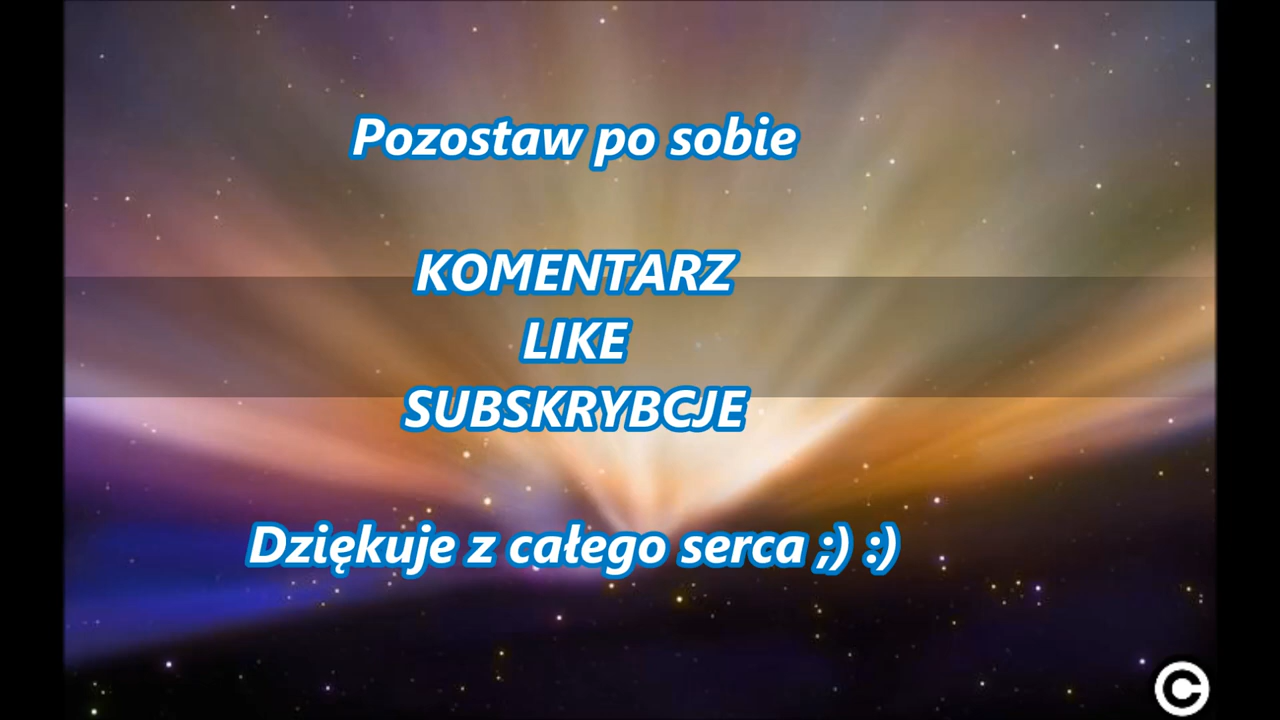 Pozostaw po sobie
KOMENTARZ
LIKE
SUBSKRYBCJE
Dziękuje z całego serca ;) :)
©